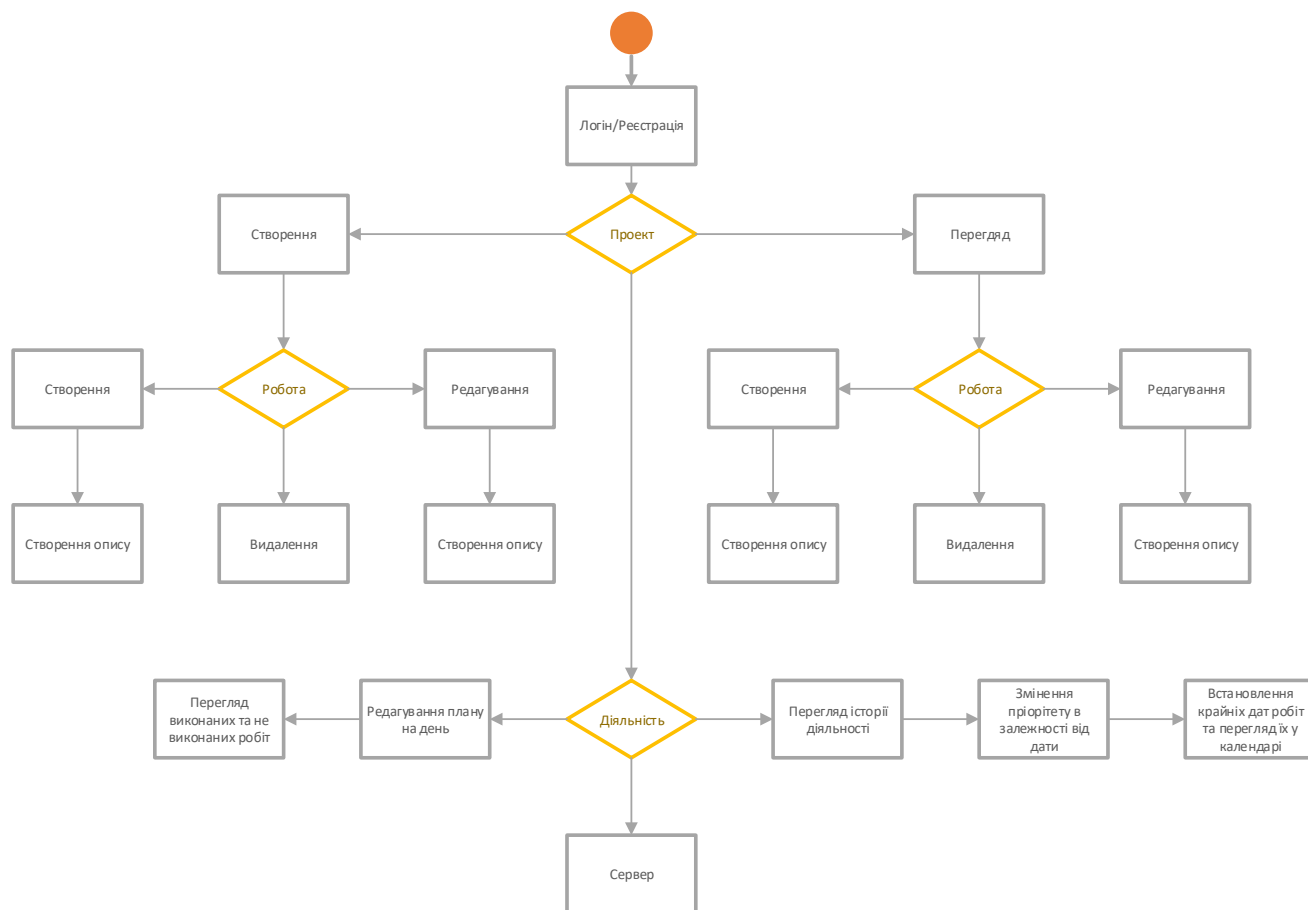 Логін/Реєстрація
Створення
Проект
Перегдяд
Створення
Робота
Редагування
Створення
Робота
Редагування
Створення опису
Видалення
Створення опису
Створення опису
Видалення
Створення опису
Перегляд
виконаних та не
виконаних робіт
Редагування плану
на день
Діяльність
Перегляд історії
діяльності
Змінення
пріорітету в
залежності від
дати
Встановлення
крайніх дат робіт
та перегляд їх у
календарі
Сервер